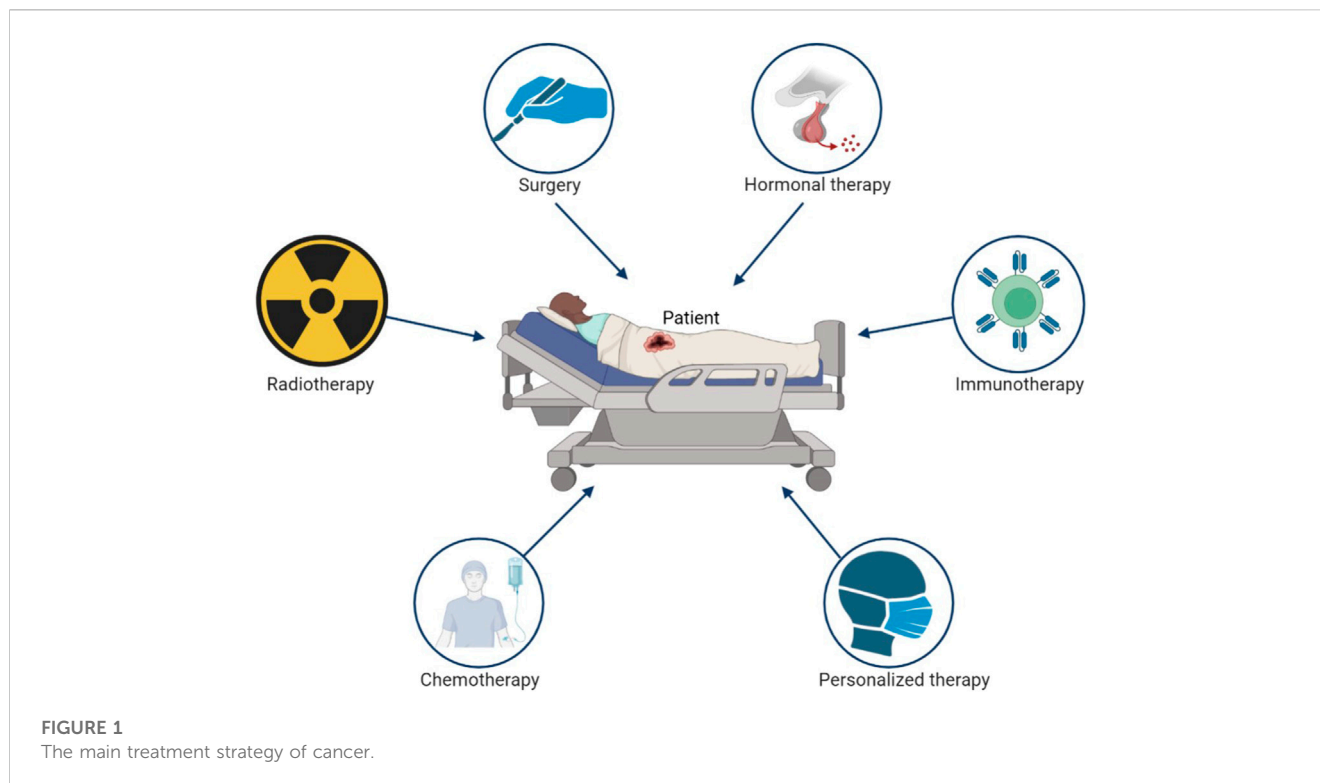 Surgery
Hormonal therapy
Patient
Radiotherapy
Immunotherapy
Chemotherapy
Personalized therapy
FIGURE 1
The main treatment strategy of cancer.